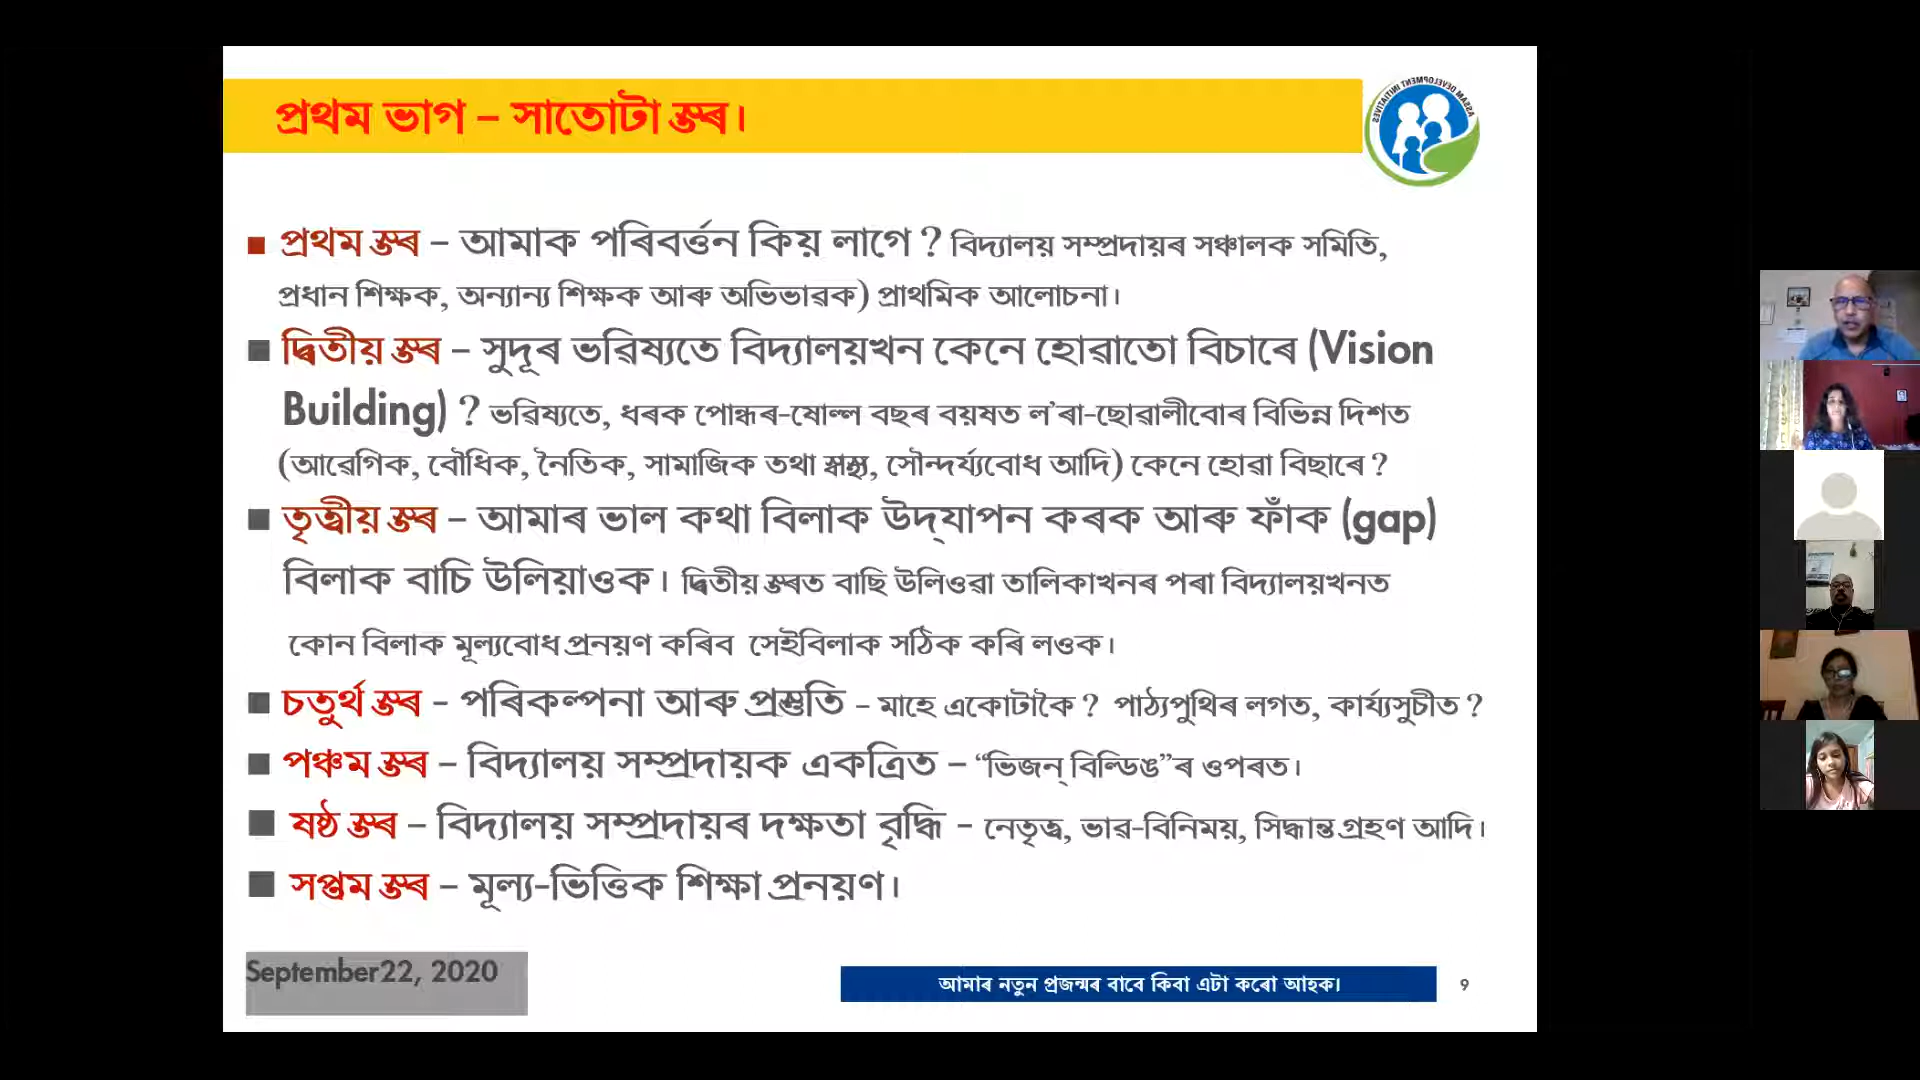 প্ৰথম ভাগ – সাতোটা স্তৰ।
ASSAM DEVELOPMENT INITIATIVES
প্ৰথম স্তৰ – আমাক পৰিবৰ্ত্তন কিয় লাগে ? বিদ্যালয় সম্প্ৰদায়ৰ সঞ্চালক সমিতি,
প্ৰধান শিক্ষক, অন্যান্য শিক্ষক আৰু অভিভাৱক) প্ৰাথমিক আলোচনা।
দ্বিতীয় স্তৰ – সুদূৰ ভৱিষ্যতে বিদ্যালয়খন কেনে হোৱাতো বিচাৰে (Vision
Building) ? ভৱিষ্যতে, ধৰক পোন্ধৰ-ষোল্ল বছৰ বয়ষত ল'ৰা-ছোৱালীবোৰ বিভিন্ন দিশত
(আৱেগিক, বৌধিক, নৈতিক, সামাজিক তথা স্বাস্থ্য, সৌন্দৰ্য্যবোধ আদি) কেনে হোৱা বিছাৰে ?
তৃত্বীয় স্তৰ – আমাৰ ভাল কথা বিলাক উদ্‌যাপন কৰক আৰু ফাঁক (gap)
বিলাক বাচি উলিয়াওক। দ্বিতীয় স্তৰত বাছি উলিওৱা তালিকাখনৰ পৰা বিদ্যালয়খনত
কোন বিলাক মূল্যবোধ প্ৰনয়ণ কৰিব সেইবিলাক সঠিক কৰি লওক।
চতুৰ্থ স্তৰ – পৰিকল্পনা আৰু প্ৰস্তুতি – মাহে একোটাকৈ ? পাঠ্যপুথিৰ লগত, কাৰ্য্যসুচীত ?
পঞ্চম স্তৰ – বিদ্যালয় সম্প্ৰদায়ক একত্ৰিত – “ভিজন্ বিল্ডিঙ”ৰ ওপৰত।
ষষ্ঠ স্তৰ – বিদ্যালয় সম্প্ৰদায়ৰ দক্ষতা বৃদ্ধি – নেতৃত্ব, ভাৱ-বিনিময়, সিদ্ধান্ত গ্ৰহণ আদি।
সপ্তম স্তৰ – মূল্য-ভিত্তিক শিক্ষা প্ৰনয়ণ।
September22, 2020
আমাৰ নতুন প্ৰজন্মৰ বাবে কিবা এটা কৰো আহক।
9